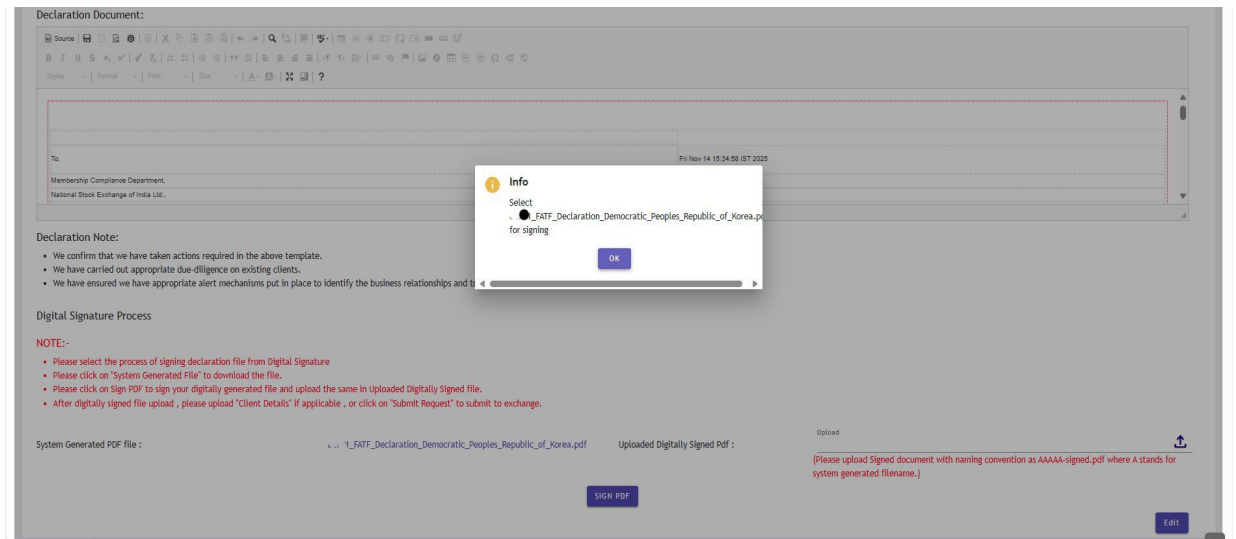 Declaration Document:
Source
Styles
Format
Font
Size
To,
Fri Nov 14 15:34:58 IST 2025
Membership Compliance Department,
National Stock Exchange of India Ltd.,
Info
Select
_FATF_Declaration_Democratic_Peoples_Republic_of_Korea.pd
for signing
OK
Declaration Note:
• We confirm that we have taken actions required in the above template.
• We have carried out appropriate due-diligence on existing clients.
• We have ensured we have appropriate alert mechanisms put in place to identify the business relationships and
Digital Signature Process
NOTE:-
• Please select the process of signing declaration file from Digital Signature
• Please click on "System Generated File" to download the file.
• Please click on Sign PDF to sign your digitally generated file and upload the same in Uploaded Digitally Signed file.
• After digitally signed file upload , please upload "Client Details" if applicable , or click on "Submit Request" to submit to exchange.
System Generated PDF file :
_FATF_Declaration_Democratic_Peoples_Republic_of_Korea.pdf
Uploaded Digitally Signed Pdf :
Upload
(Please upload Signed document with naming convention as AAAAA-signed.pdf where A stands for
system generated filename.)
SIGN PDF
Edit